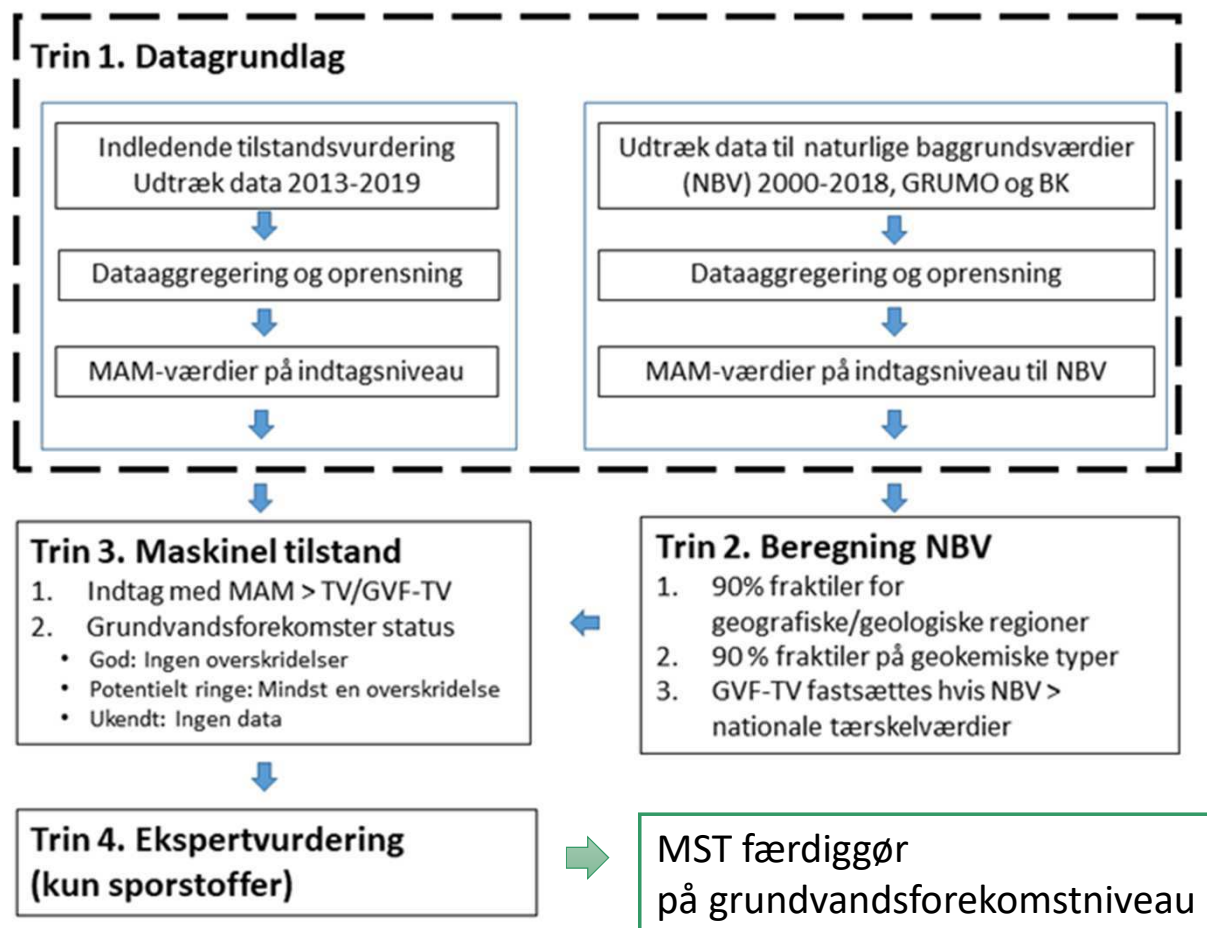 Trin 1. Datagrundlag
Indledende tilstandsvurdering
Udtræk data 2013-2019
Dataaggregering og oprensning
MAM-værdier på indtagsniveau
Udtræk data til naturlige baggrundsværdier
(NBV) 2000-2018, GRUMO og BK
Dataaggregering og oprensning
MAM-værdier på indtagsniveau til NBV
Trin 3. Maskinel tilstand
1. Indtag med MAM > TV/GVF-TV
2. Grundvandsforekomster status
• God: Ingen overskridelser
• Potentielt ringe: Mindst en overskridelse
• Ukendt: Ingen data
Trin 2. Beregning NBV
1. 90% fraktiler for
geografiske/geologiske regioner
2. 90 % fraktiler på geokemiske typer
3. GVF-TV fastsættes hvis NBV >
nationale tærskelværdier
Trin 4. Ekspertvurdering
(kun sporstoffer)
MST færdiggør
på grundvandsforekomstniveau